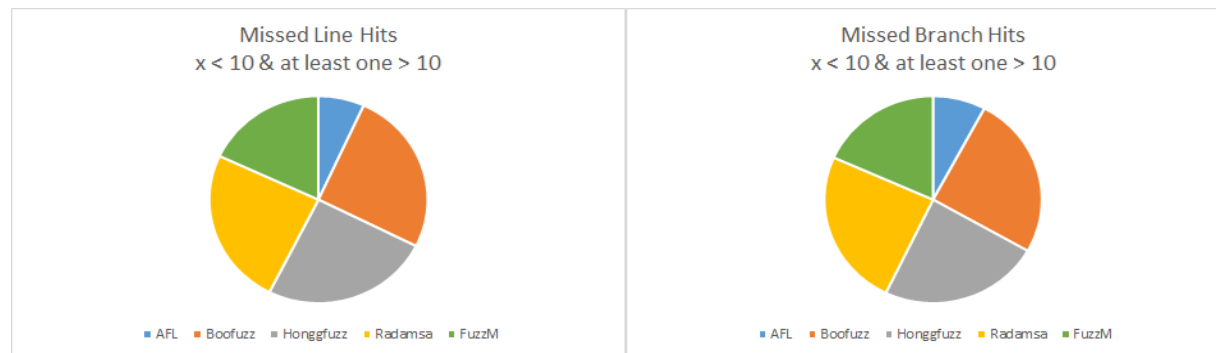 Missed Line Hits
x < 10 & at least one > 10
AFL Boofuzz Honggfuzz Radamsa FuzzM
Missed Branch Hits
x < 10 & at least one > 10
AFL Boofuzz Honggfuzz Radamsa FuzzM